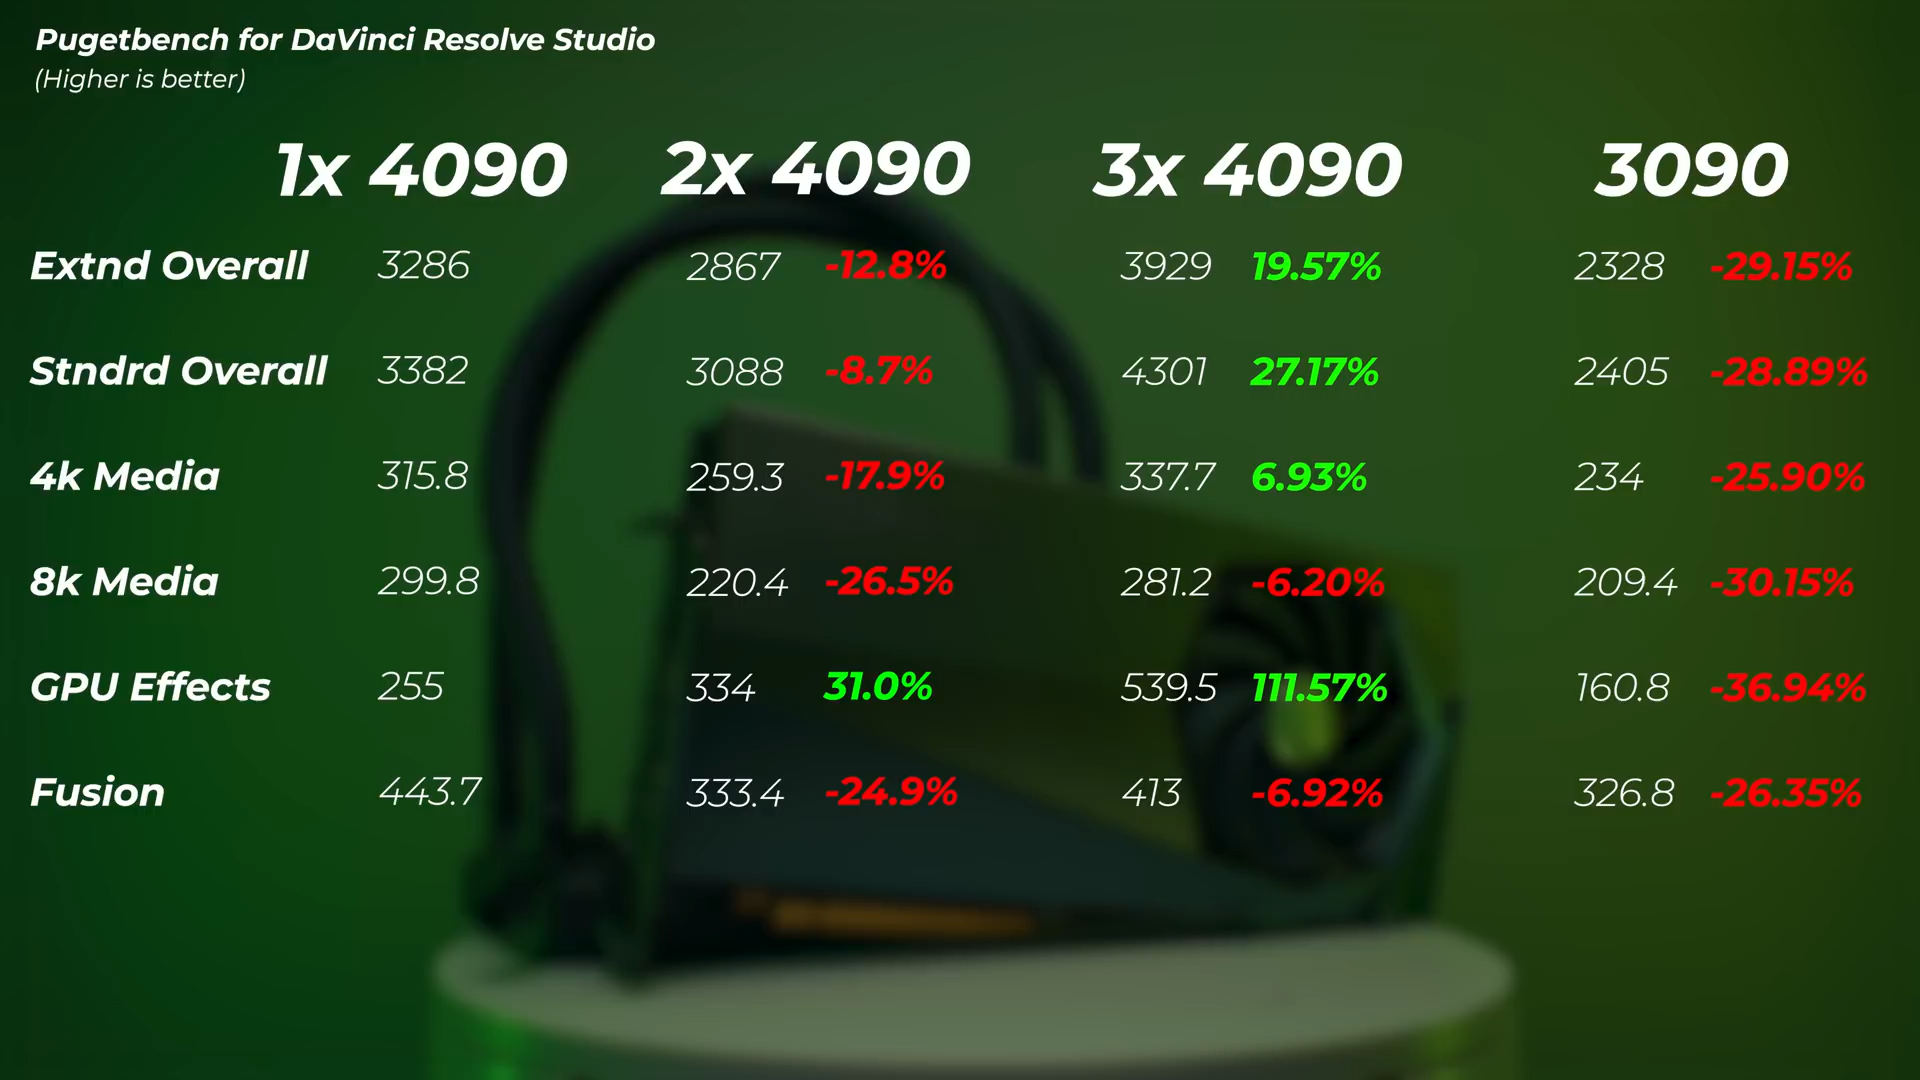 Pugetbench for DaVinci Resolve Studio
(Higher is better)
1x 4090 2x 4090 3x 4090 3090
Extnd Overall 3286 2867 -12.8% 3929 19.57% 2328 -29.15%
Stndrd Overall 3382 3088 -8.7% 4301 27.17% 2405 -28.89%
4k Media 315.8 259.3 -17.9% 337.7 6.93% 234 -25.90%
8k Media 299.8 220.4 -26.5% 281.2 -6.20% 209.4 -30.15%
GPU Effects 255 334 31.0% 539.5 111.57% 160.8 -36.94%
Fusion 443.7 333.4 -24.9% 413 -6.92% 326.8 -26.35%